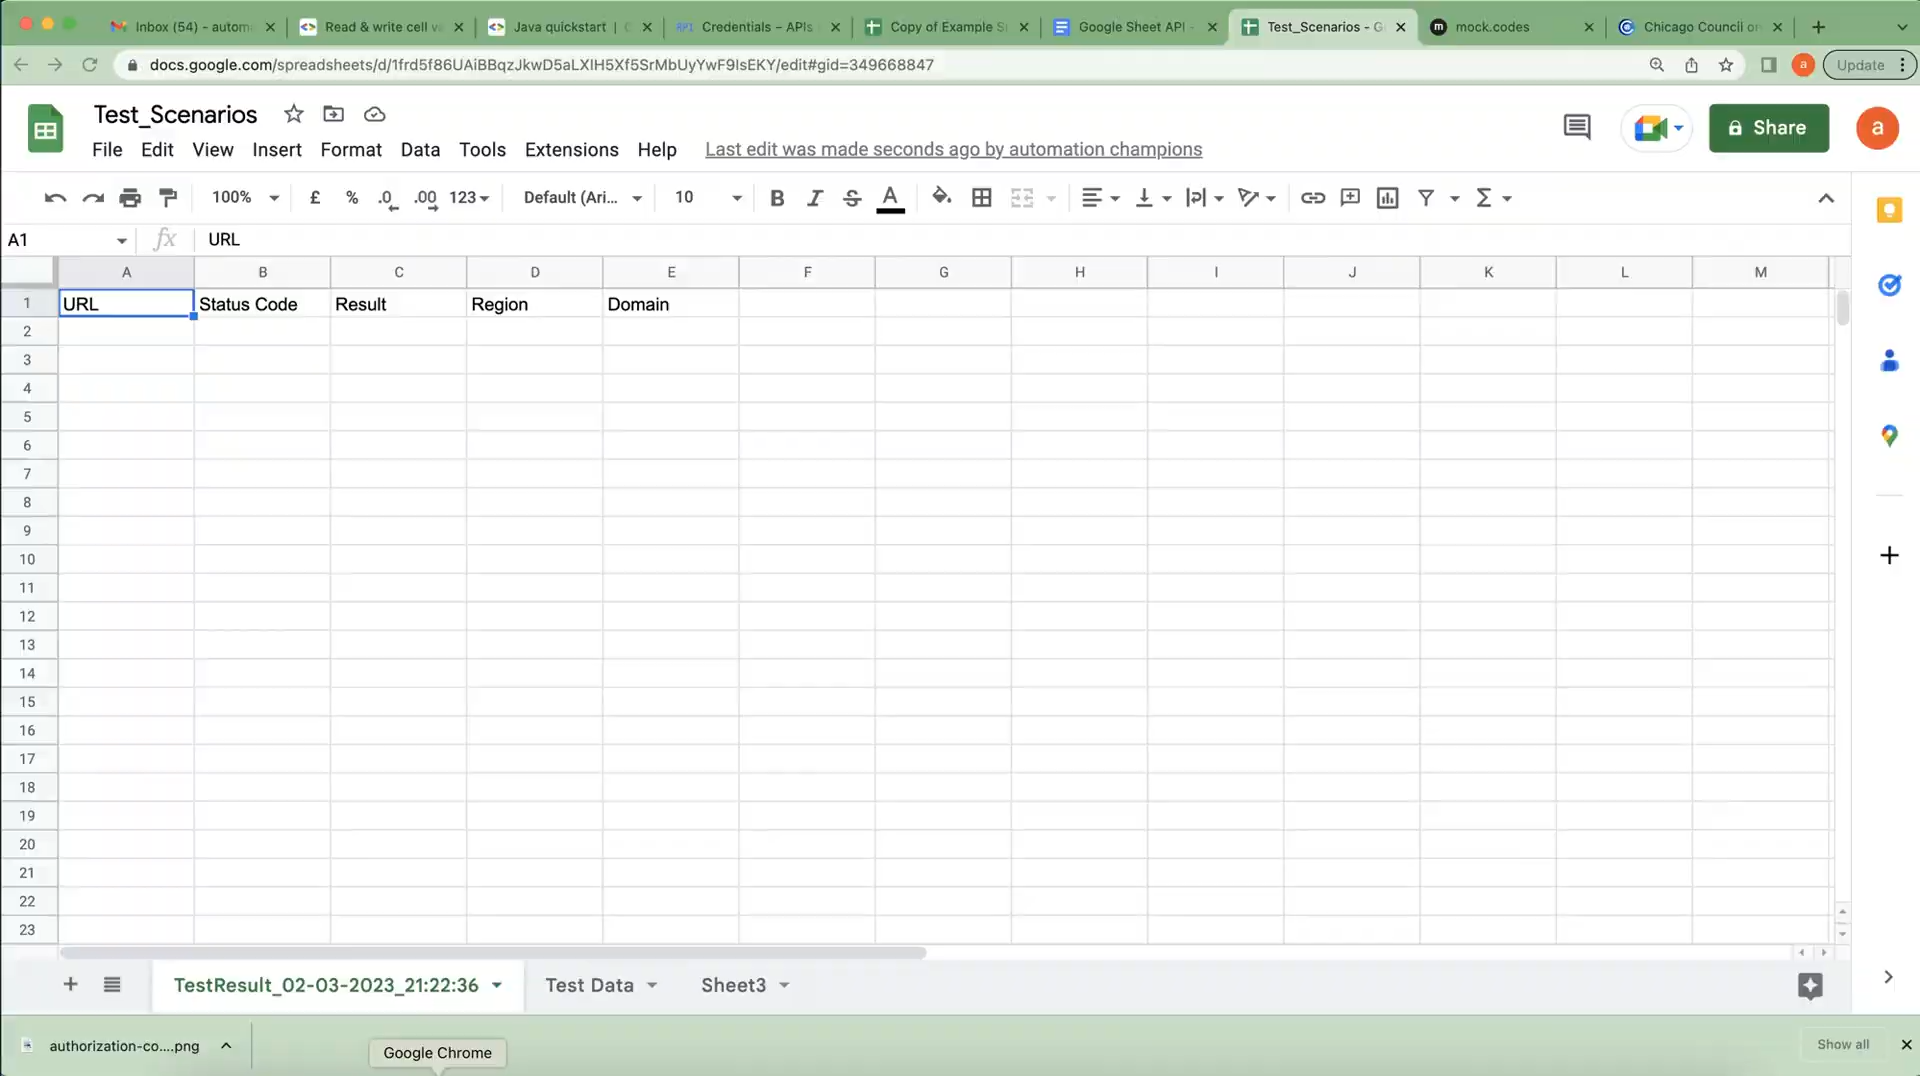 Inbox (54) - autom
Read & write cell v
Java quickstart |
Credentials – APIs
Copy of Example S
Google Sheet API -
Test_Scenarios - G
mock.codes
Chicago Council on
docs.google.com/spreadsheets/d/1frd5f86UAiBBqzJkwD5aLXIH5Xf5SrMbUyYwF9IsEKY/edit#gid=349668847
a
Update
Test_Scenarios
Share
a
File Edit View Insert Format Data Tools Extensions Help Last edit was made seconds ago by automation champions
100% £ % .0 .00 123 Default (Ari... 10 B I S A
A1 fx URL
A B C D E F G H I J K L M
1 URL Status Code Result Region Domain
2
3
4
5
6
7
8
9
10
11
12
13
14
15
16
17
18
19
20
21
22
23
TestResult_02-03-2023_21:22:36 Test Data Sheet3
authorization-co....png
Google Chrome
Show all